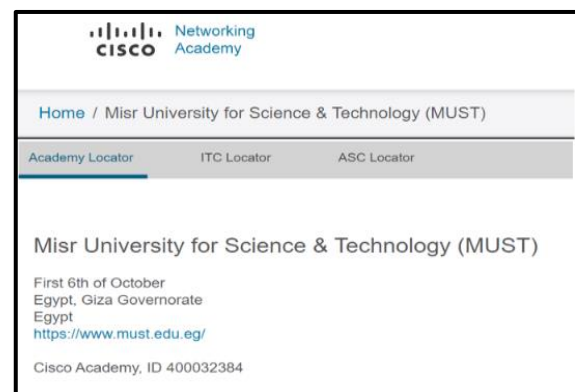 CISCO Networking Academy
Home / Misr University for Science & Technology (MUST)
Academy Locator ITC Locator ASC Locator
Misr University for Science & Technology (MUST)
First 6th of October
Egypt, Giza Governorate
Egypt
https://www.must.edu.eg/
Cisco Academy, ID 400032384